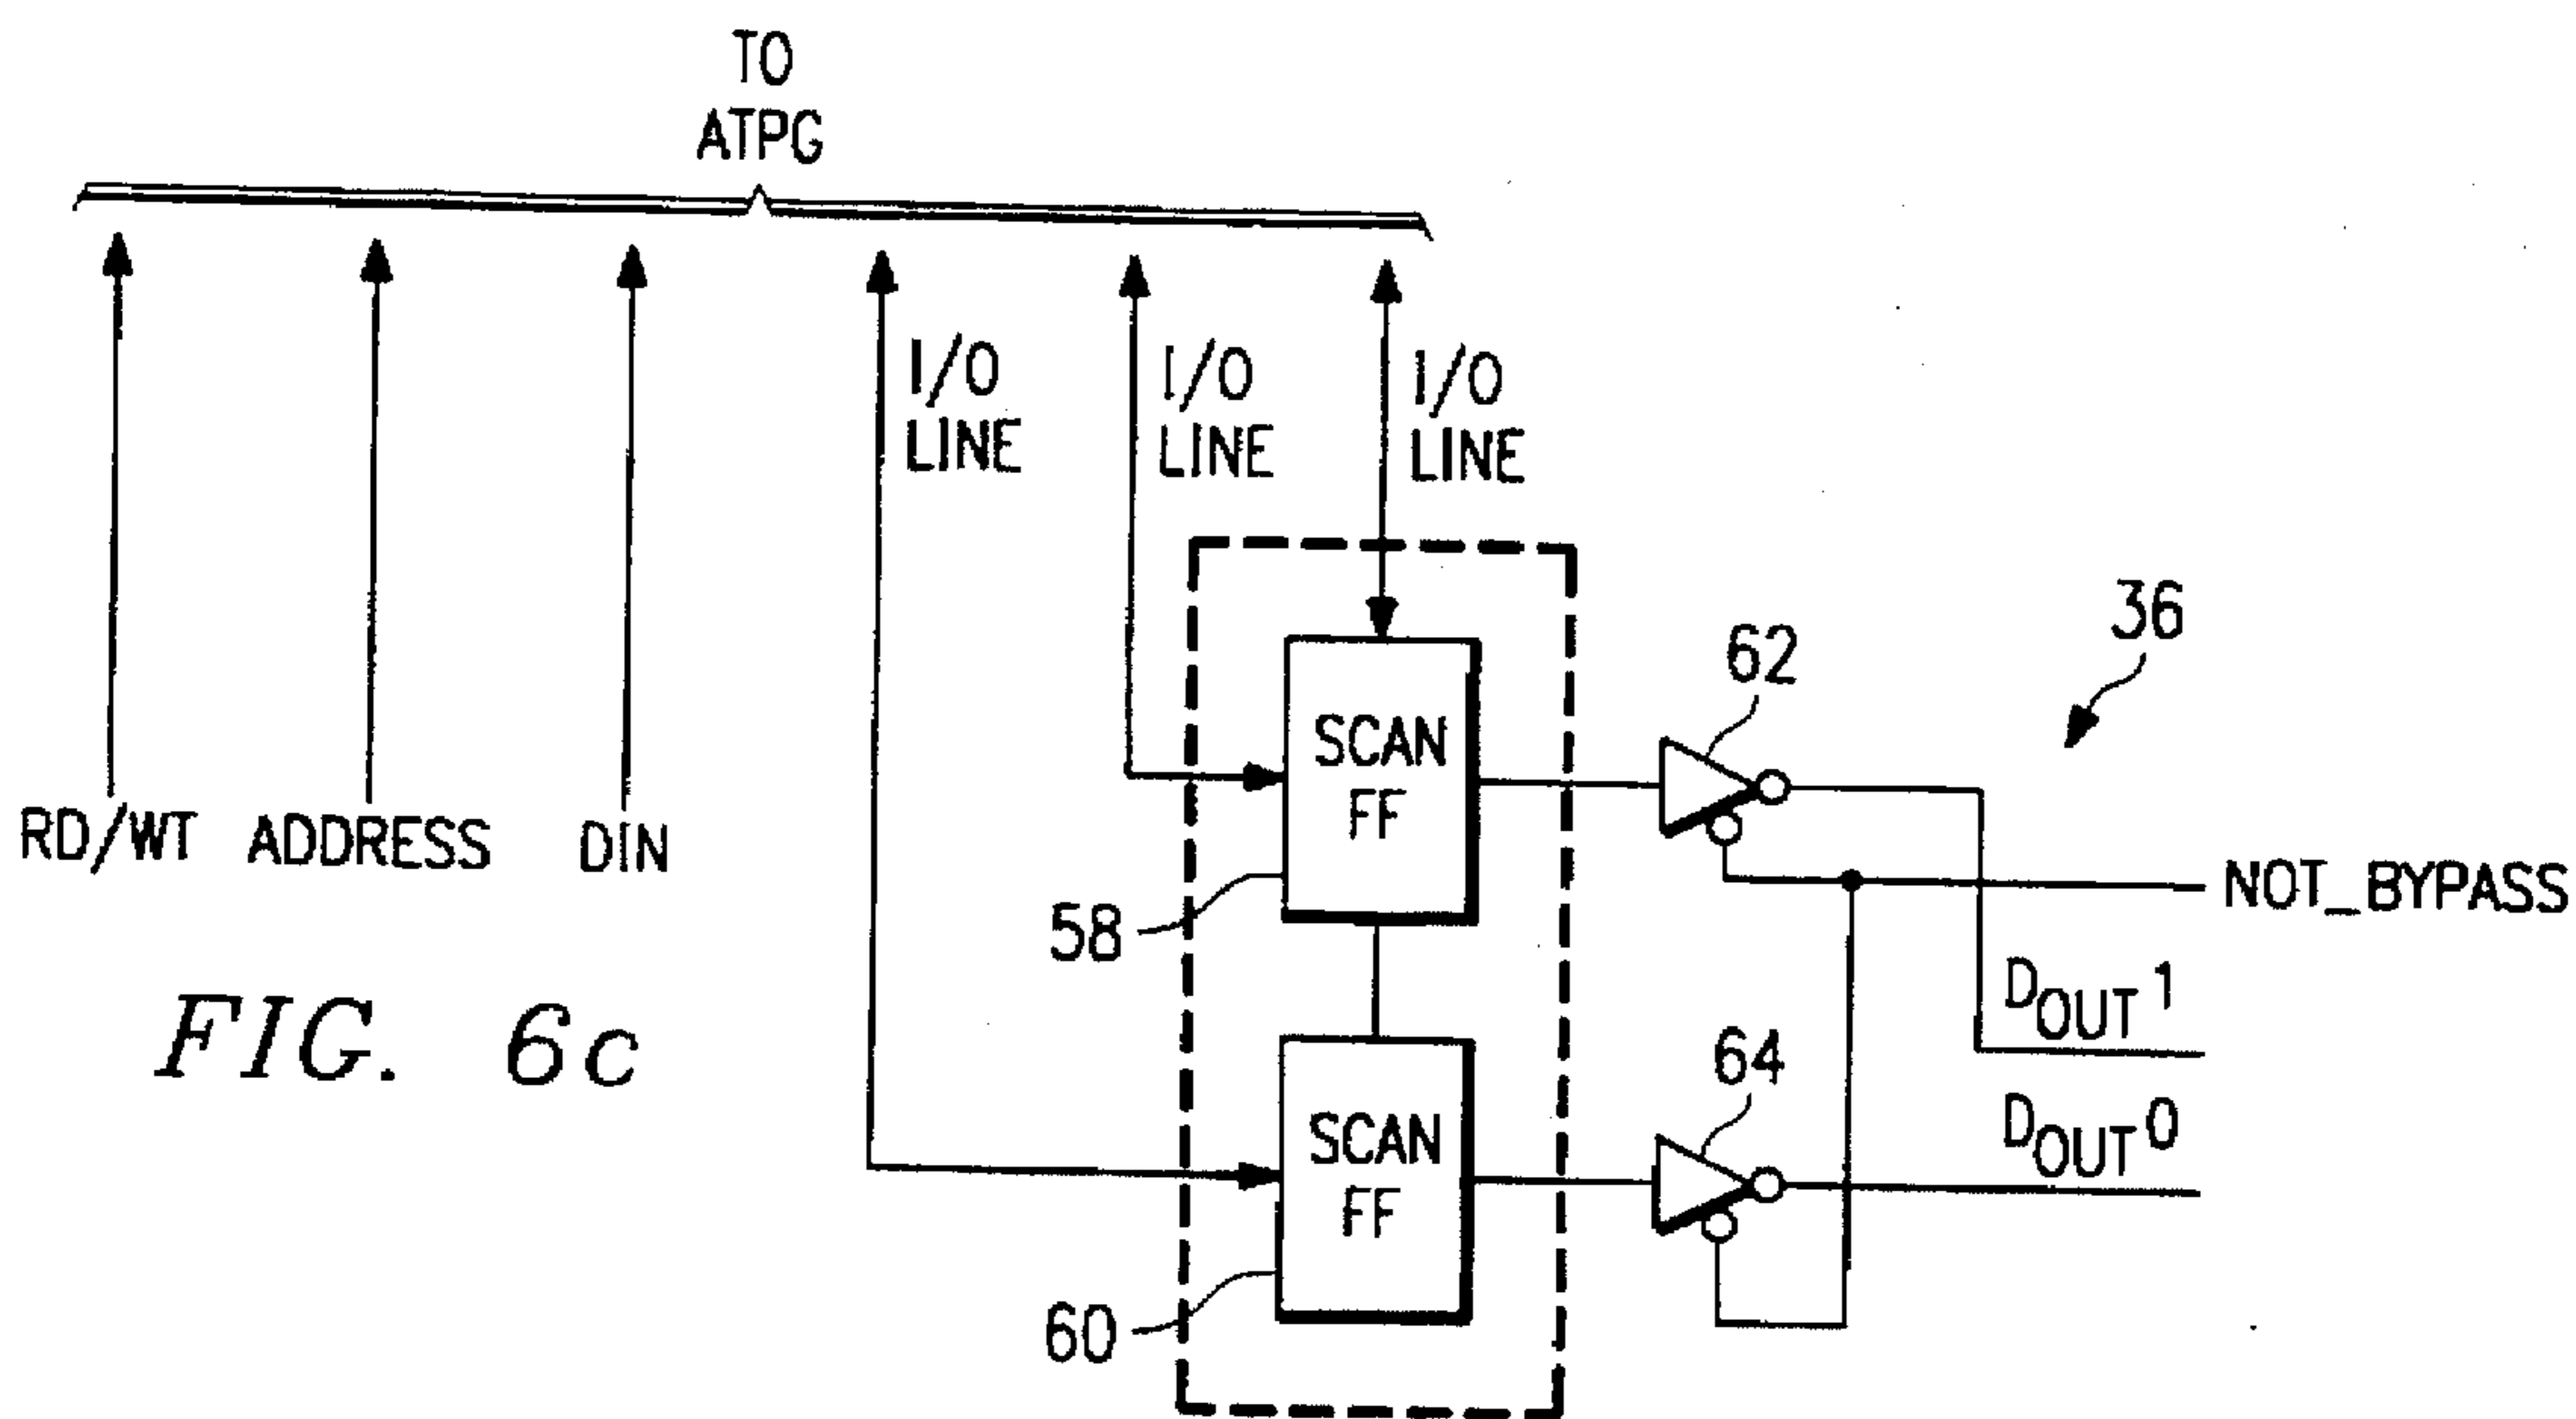 TO
ATPG
I/O
LINE
I/O
LINE
I/O
LINE
RD/WT
ADDRESS
DIN
SCAN
FF
58
62
36
NOT_BYPASS
DOUT1
SCAN
FF
60
64
DOUT0
FIG. 6c